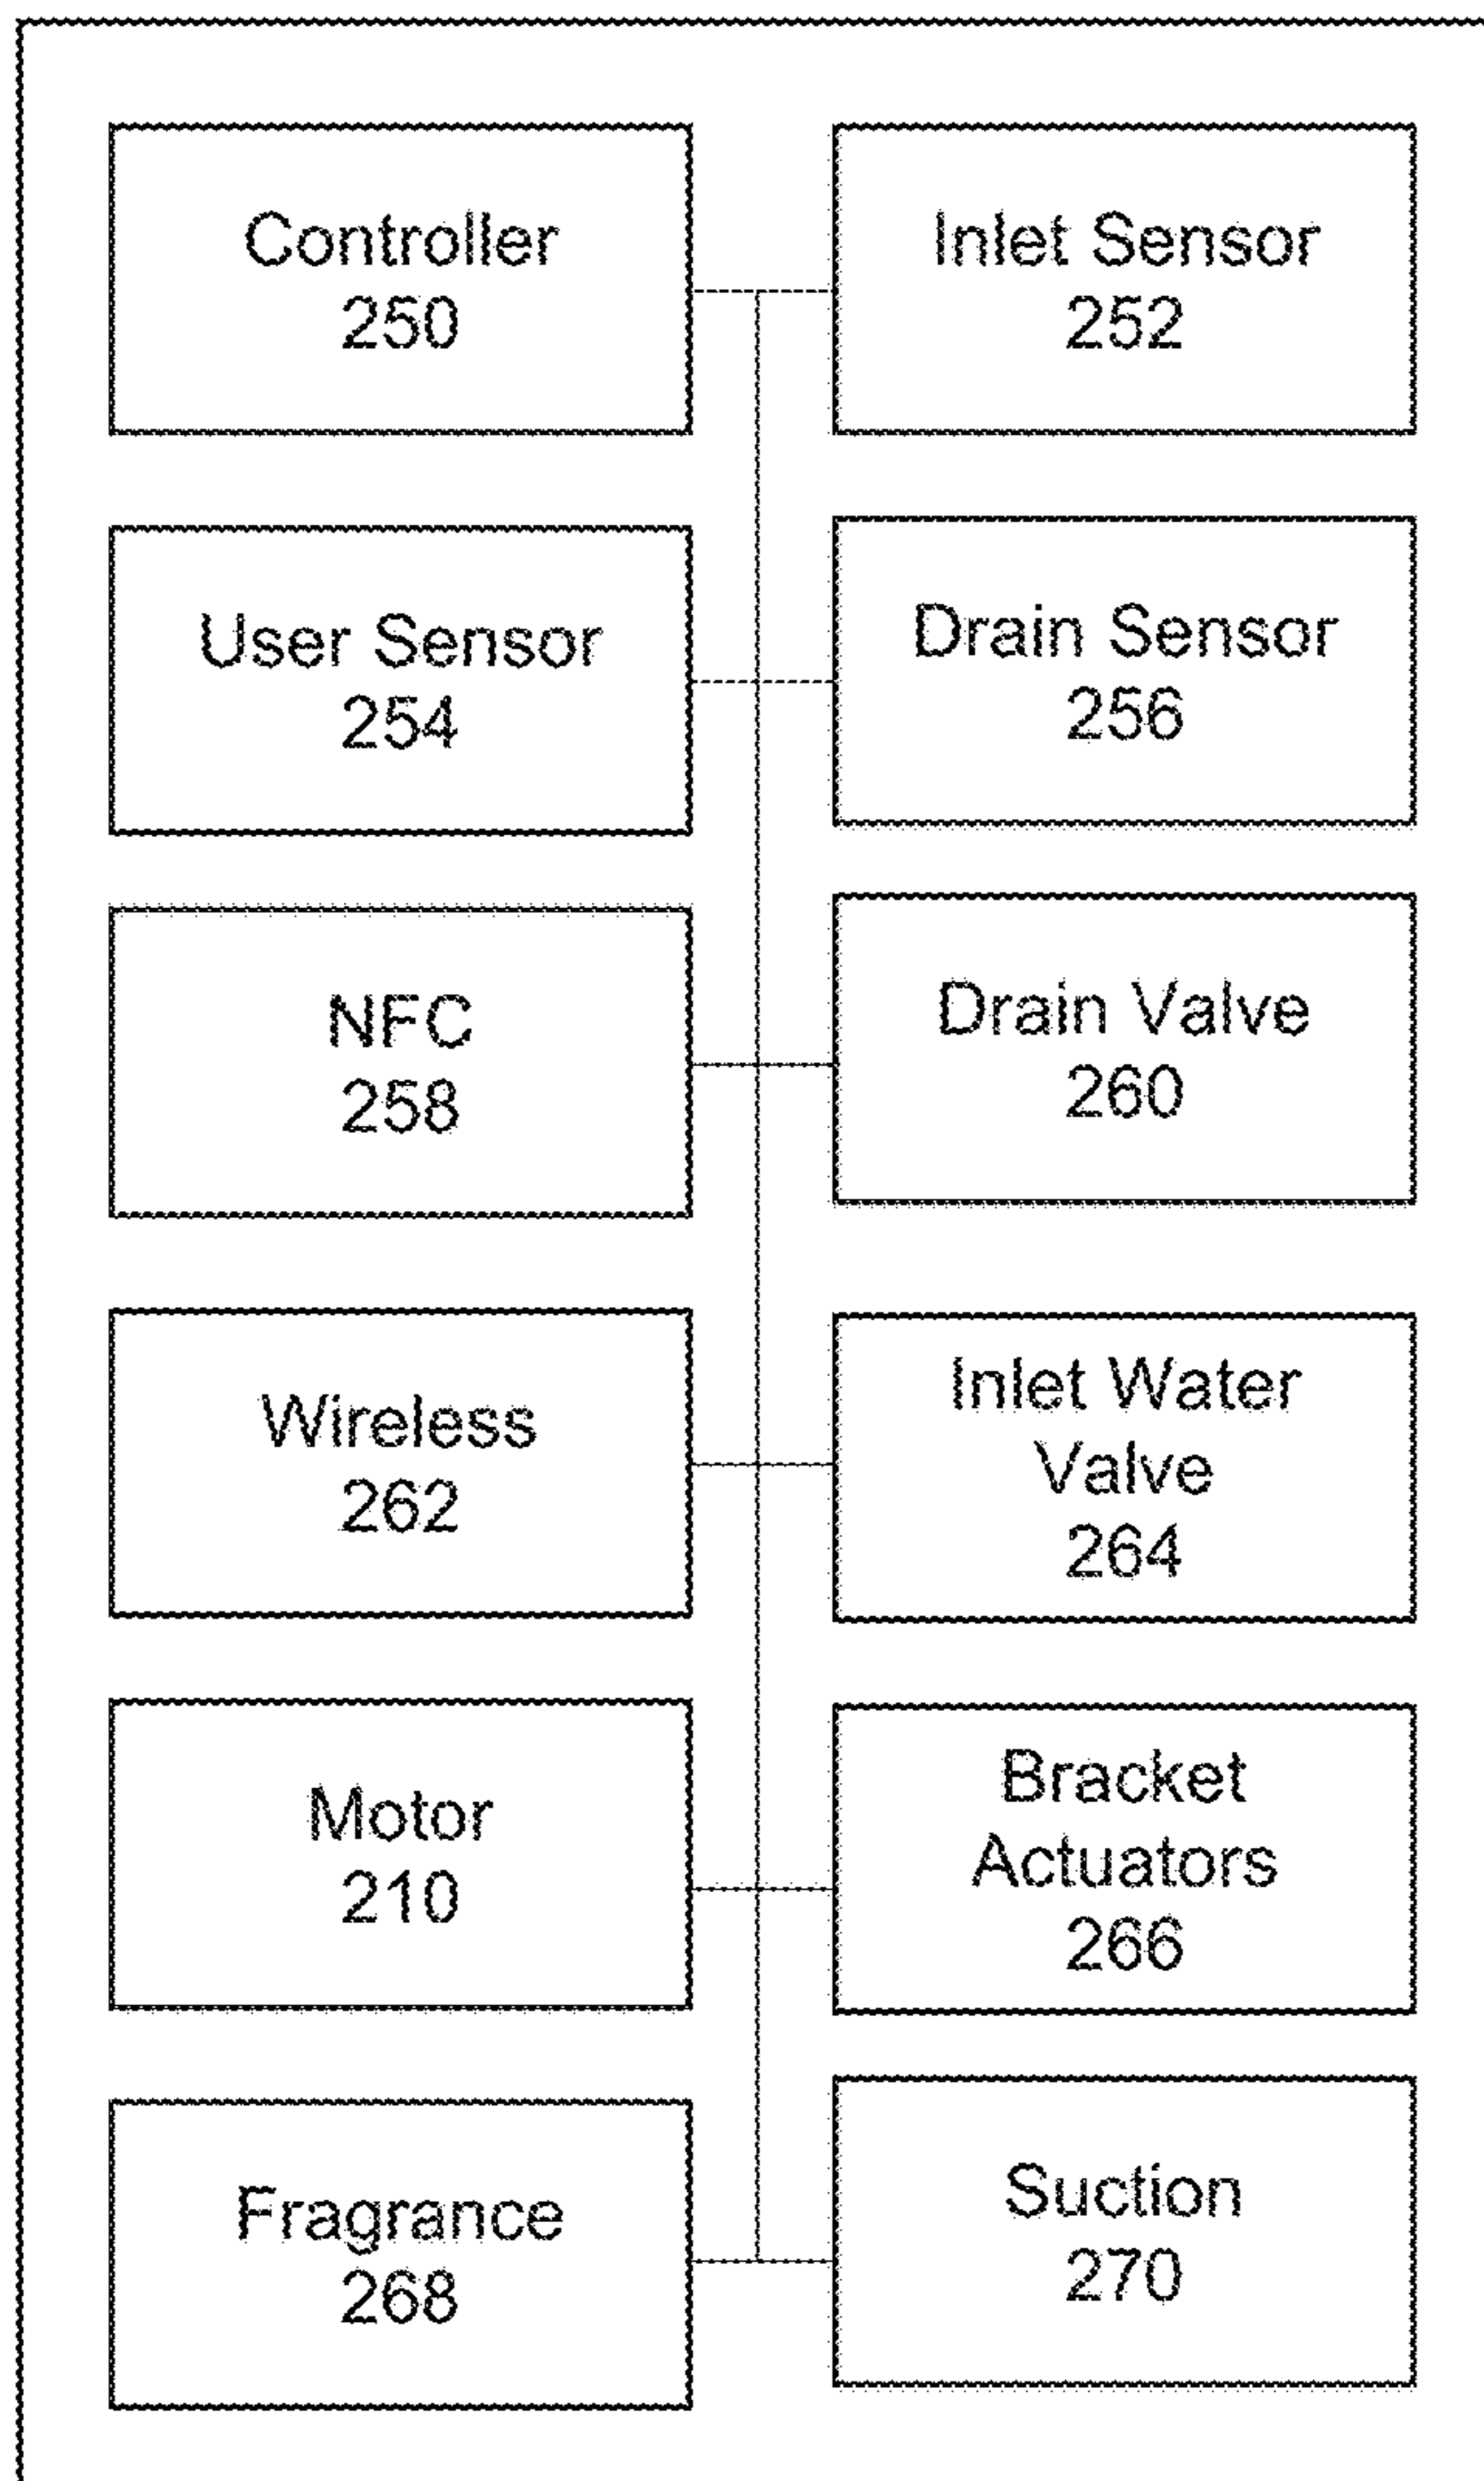 Controller
250
Inlet Sensor
252
User Sensor
254
Drain Sensor
256
NFC
258
Drain Valve
260
Wireless
262
Inlet Water
Valve
264
Motor
210
Bracket
Actuators
266
Fragrance
268
Suction
270